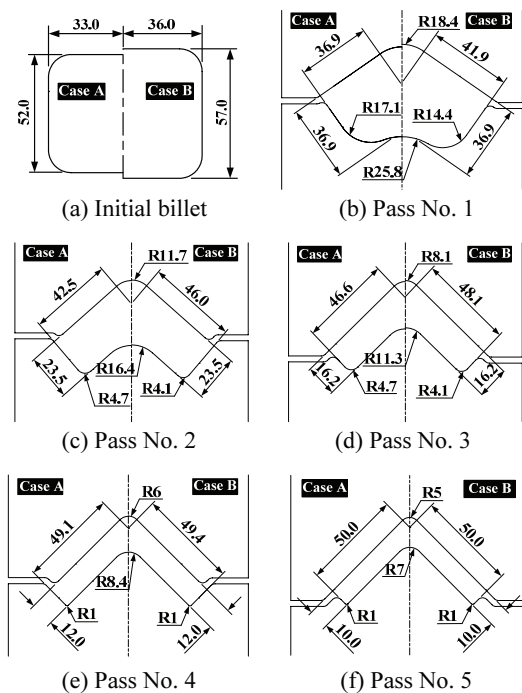 33.0 36.0
Case A Case B
52.0 57.0
(a) Initial billet
Case A Case B
R18.4
36.9 41.9
R17.1 R14.4
36.9 36.9
R25.8
(b) Pass No. 1
Case A Case B
R11.7
42.5 46.0
R16.4
23.5 23.5
R4.7 R4.1
(c) Pass No. 2
Case A Case B
R8.1
46.6 48.1
R11.3
16.2 16.2
R4.7 R4.1
(d) Pass No. 3
Case A Case B
R6
49.1 49.4
R8.4
R1 R1
12.0 12.0
(e) Pass No. 4
Case A Case B
R5
50.0 50.0
R7
R1 R1
10.0 10.0
(f) Pass No. 5